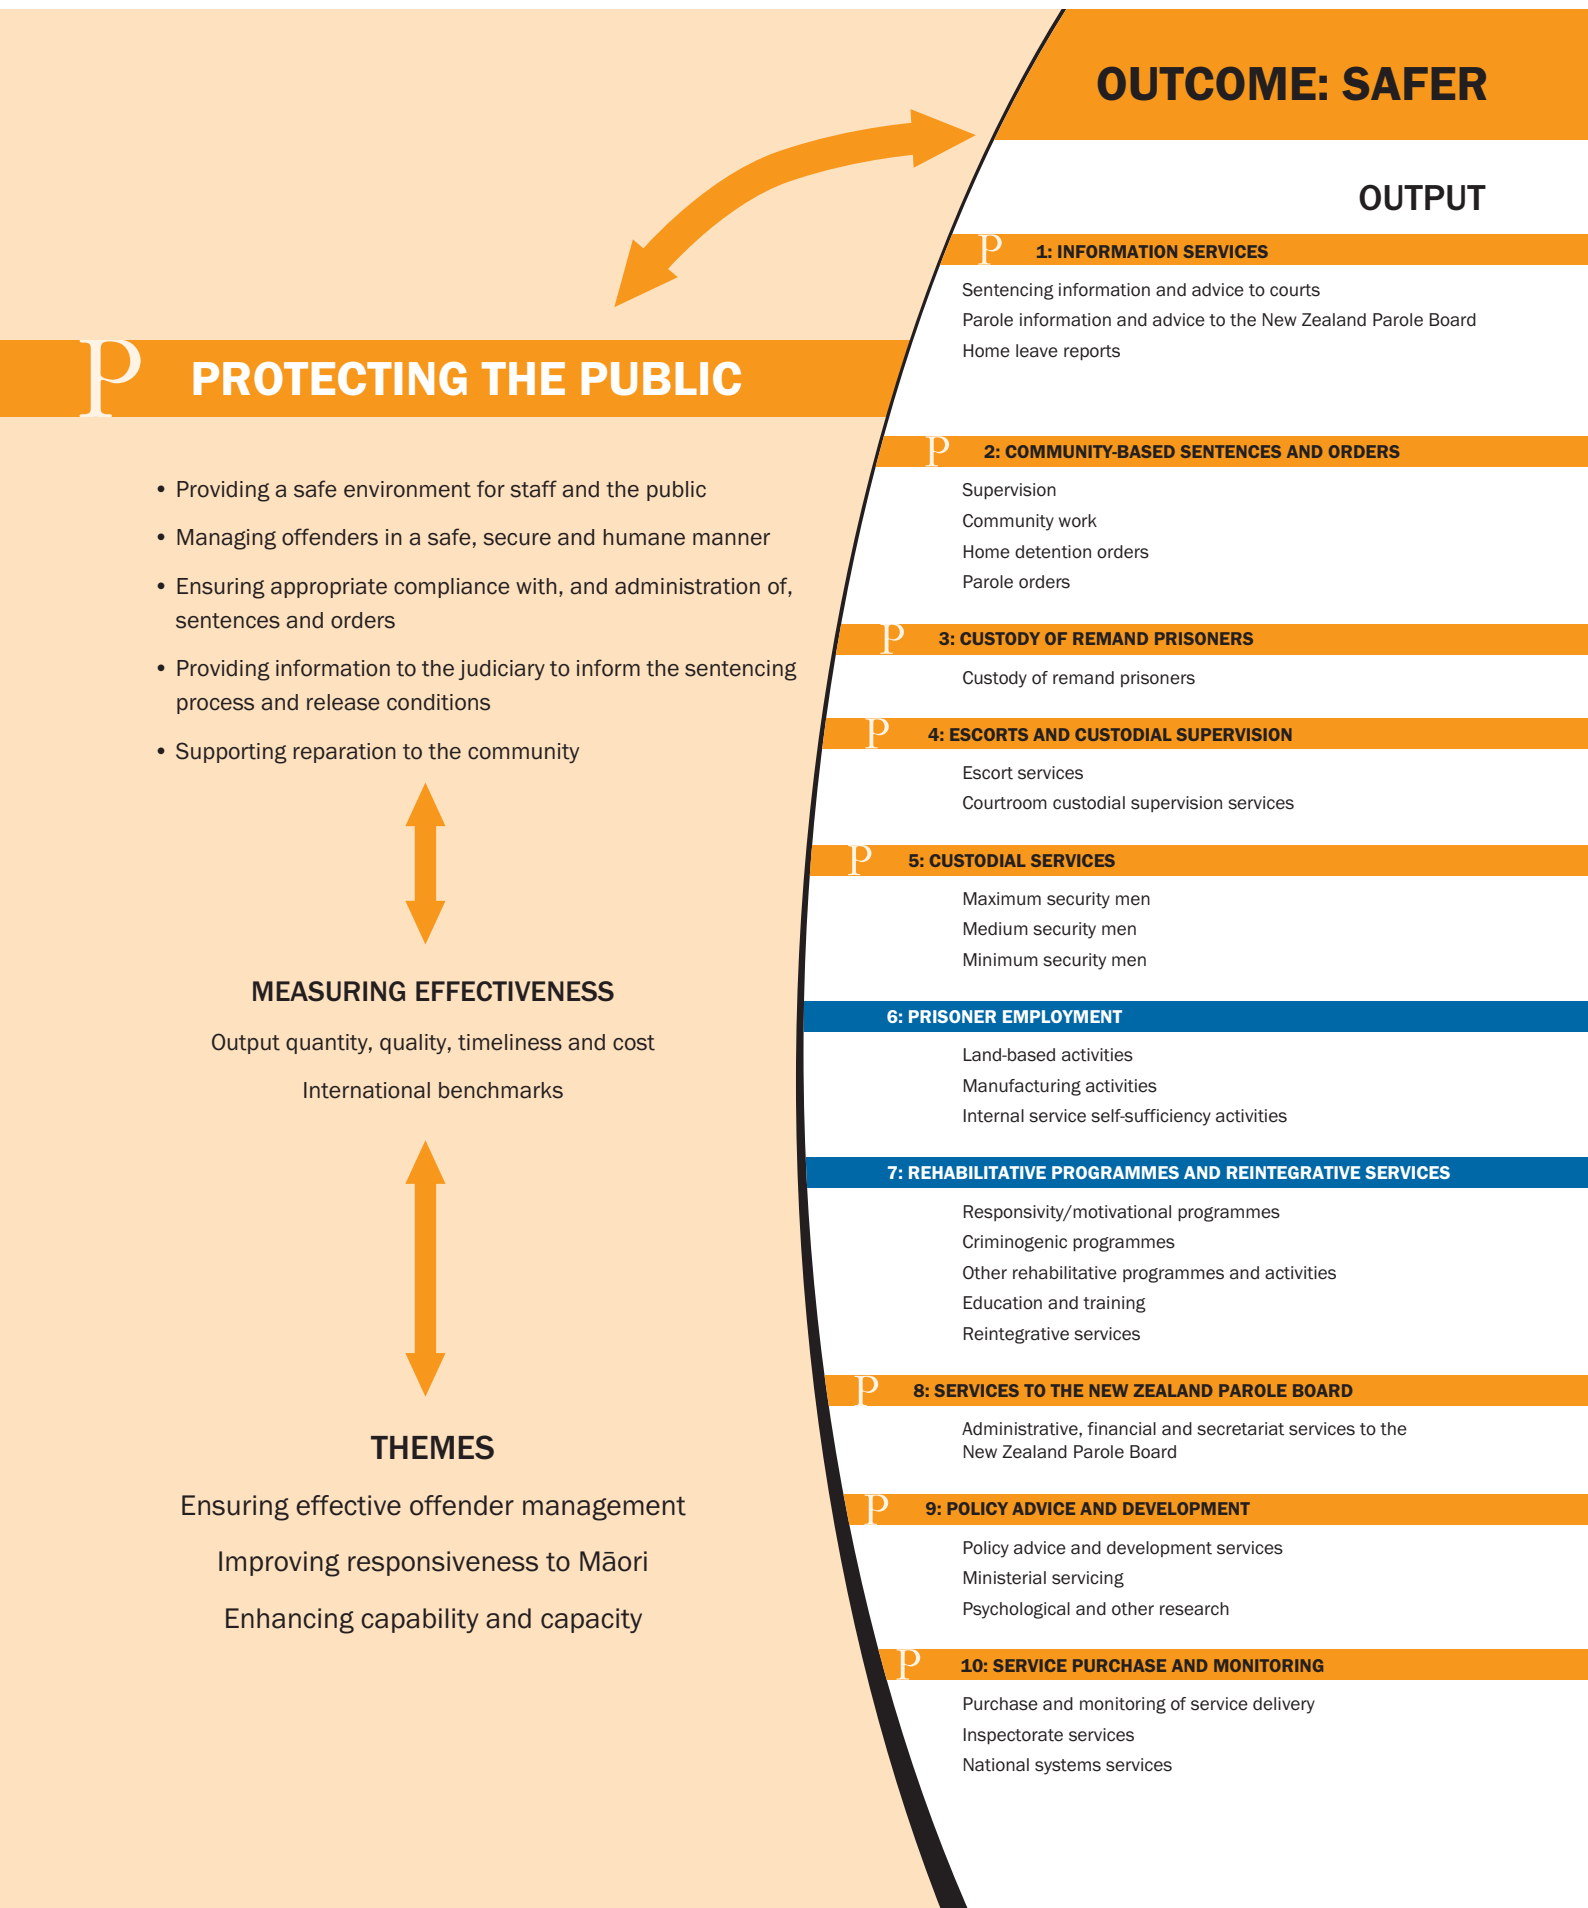 P PROTECTING THE PUBLIC
• Providing a safe environment for staff and the public
• Managing offenders in a safe, secure and humane manner
• Ensuring appropriate compliance with, and administration of,
sentences and orders
• Providing information to the judiciary to inform the sentencing
process and release conditions
• Supporting reparation to the community
MEASURING EFFECTIVENESS
Output quantity, quality, timeliness and cost
International benchmarks
THEMES
Ensuring effective offender management
Improving responsiveness to Māori
Enhancing capability and capacity
OUTCOME: SAFER
OUTPUT
P 1: INFORMATION SERVICES
Sentencing information and advice to courts
Parole information and advice to the New Zealand Parole Board
Home leave reports
P 2: COMMUNITY-BASED SENTENCES AND ORDERS
Supervision
Community work
Home detention orders
Parole orders
P 3: CUSTODY OF REMAND PRISONERS
Custody of remand prisoners
P 4: ESCORTS AND CUSTODIAL SUPERVISION
Escort services
Courtroom custodial supervision services
P 5: CUSTODIAL SERVICES
Maximum security men
Medium security men
Minimum security men
6: PRISONER EMPLOYMENT
Land-based activities
Manufacturing activities
Internal service self-sufficiency activities
7: REHABILITATIVE PROGRAMMES AND REINTEGRATIVE SERVICES
Responsivity/motivational programmes
Criminogenic programmes
Other rehabilitative programmes and activities
Education and training
Reintegrative services
P 8: SERVICES TO THE NEW ZEALAND PAROLE BOARD
Administrative, financial and secretariat services to the
New Zealand Parole Board
P 9: POLICY ADVICE AND DEVELOPMENT
Policy advice and development services
Ministerial servicing
Psychological and other research
P 10: SERVICE PURCHASE AND MONITORING
Purchase and monitoring of service delivery
Inspectorate services
National systems services